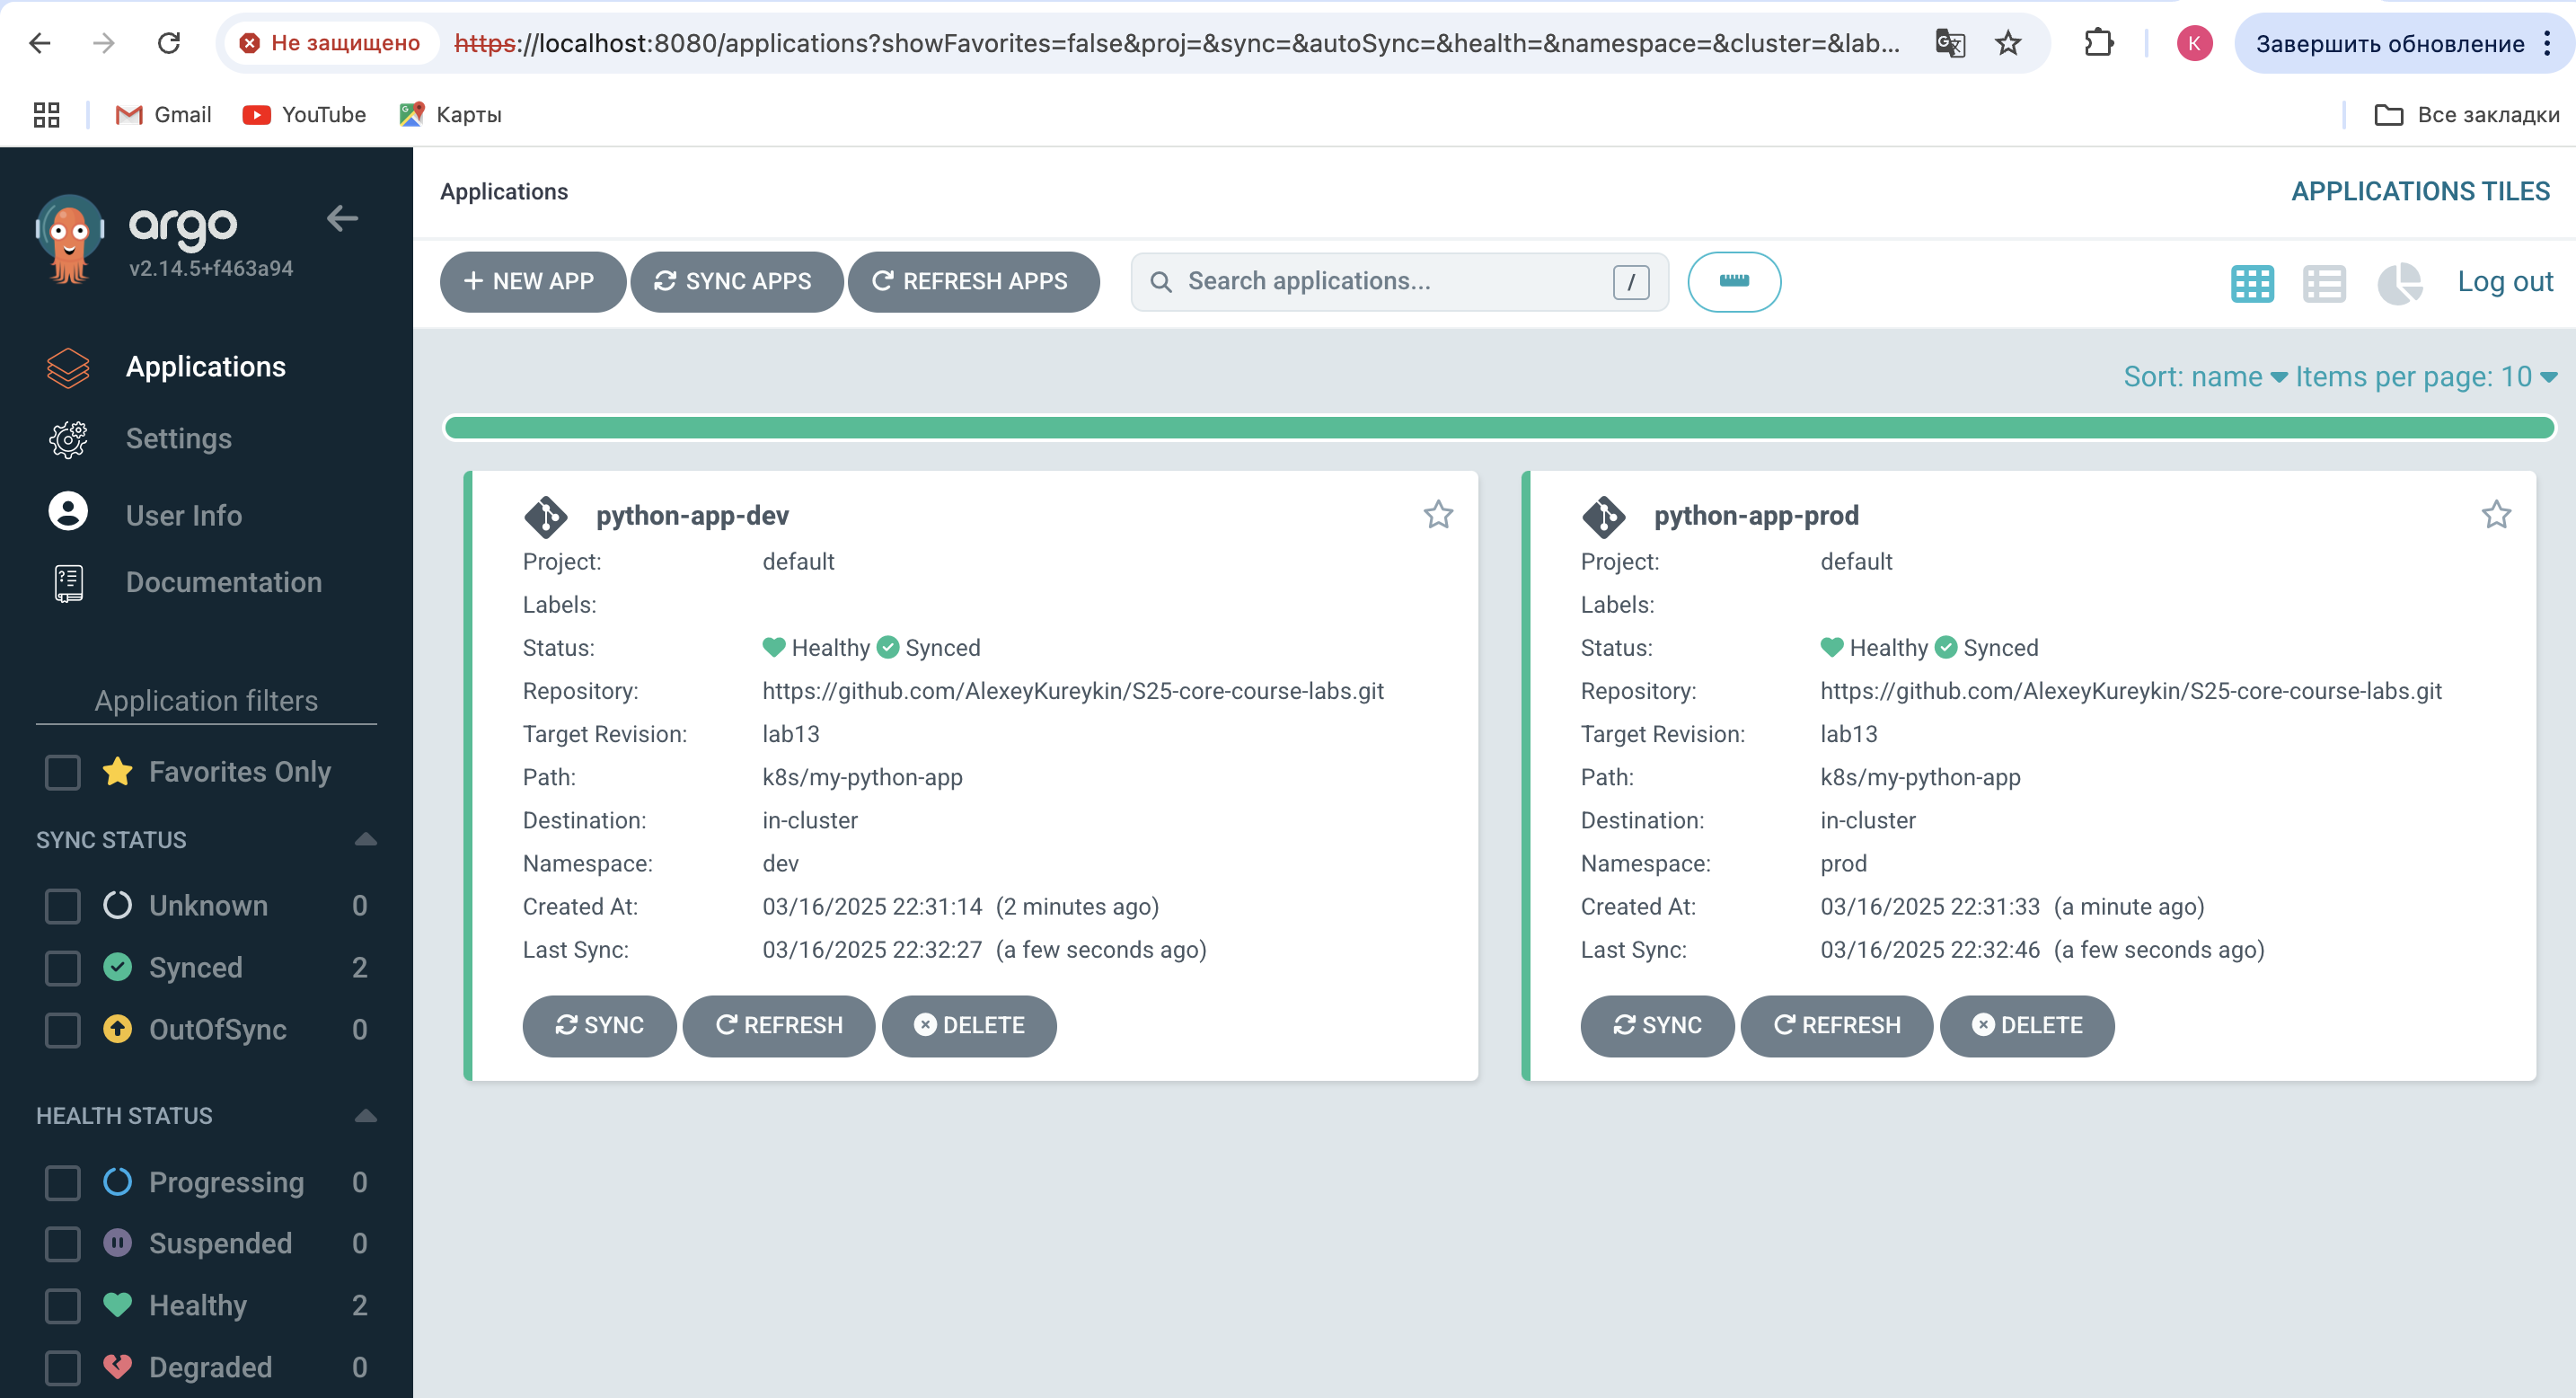 Не защищено https://localhost:8080/applications?showFavorites=false&proj=&sync=&autoSync=&health=&namespace=&cluster=&lab... K Завершить обновление
Gmail YouTube Карты Все закладки
argo
v2.14.5+f463a94
Applications
Settings
User Info
Documentation
Application filters
Favorites Only
SYNC STATUS
Unknown 0
Synced 2
OutOfSync 0
HEALTH STATUS
Progressing 0
Suspended 0
Healthy 2
Degraded 0
Applications APPLICATIONS TILES
+ NEW APP SYNC APPS REFRESH APPS Search applications... / Log out
Sort: name Items per page: 10
python-app-dev
Project: default
Labels:
Status: Healthy Synced
Repository: https://github.com/AlexeyKureykin/S25-core-course-labs.git
Target Revision: lab13
Path: k8s/my-python-app
Destination: in-cluster
Namespace: dev
Created At: 03/16/2025 22:31:14 (2 minutes ago)
Last Sync: 03/16/2025 22:32:27 (a few seconds ago)
SYNC REFRESH DELETE
python-app-prod
Project: default
Labels:
Status: Healthy Synced
Repository: https://github.com/AlexeyKureykin/S25-core-course-labs.git
Target Revision: lab13
Path: k8s/my-python-app
Destination: in-cluster
Namespace: prod
Created At: 03/16/2025 22:31:33 (a minute ago)
Last Sync: 03/16/2025 22:32:46 (a few seconds ago)
SYNC REFRESH DELETE